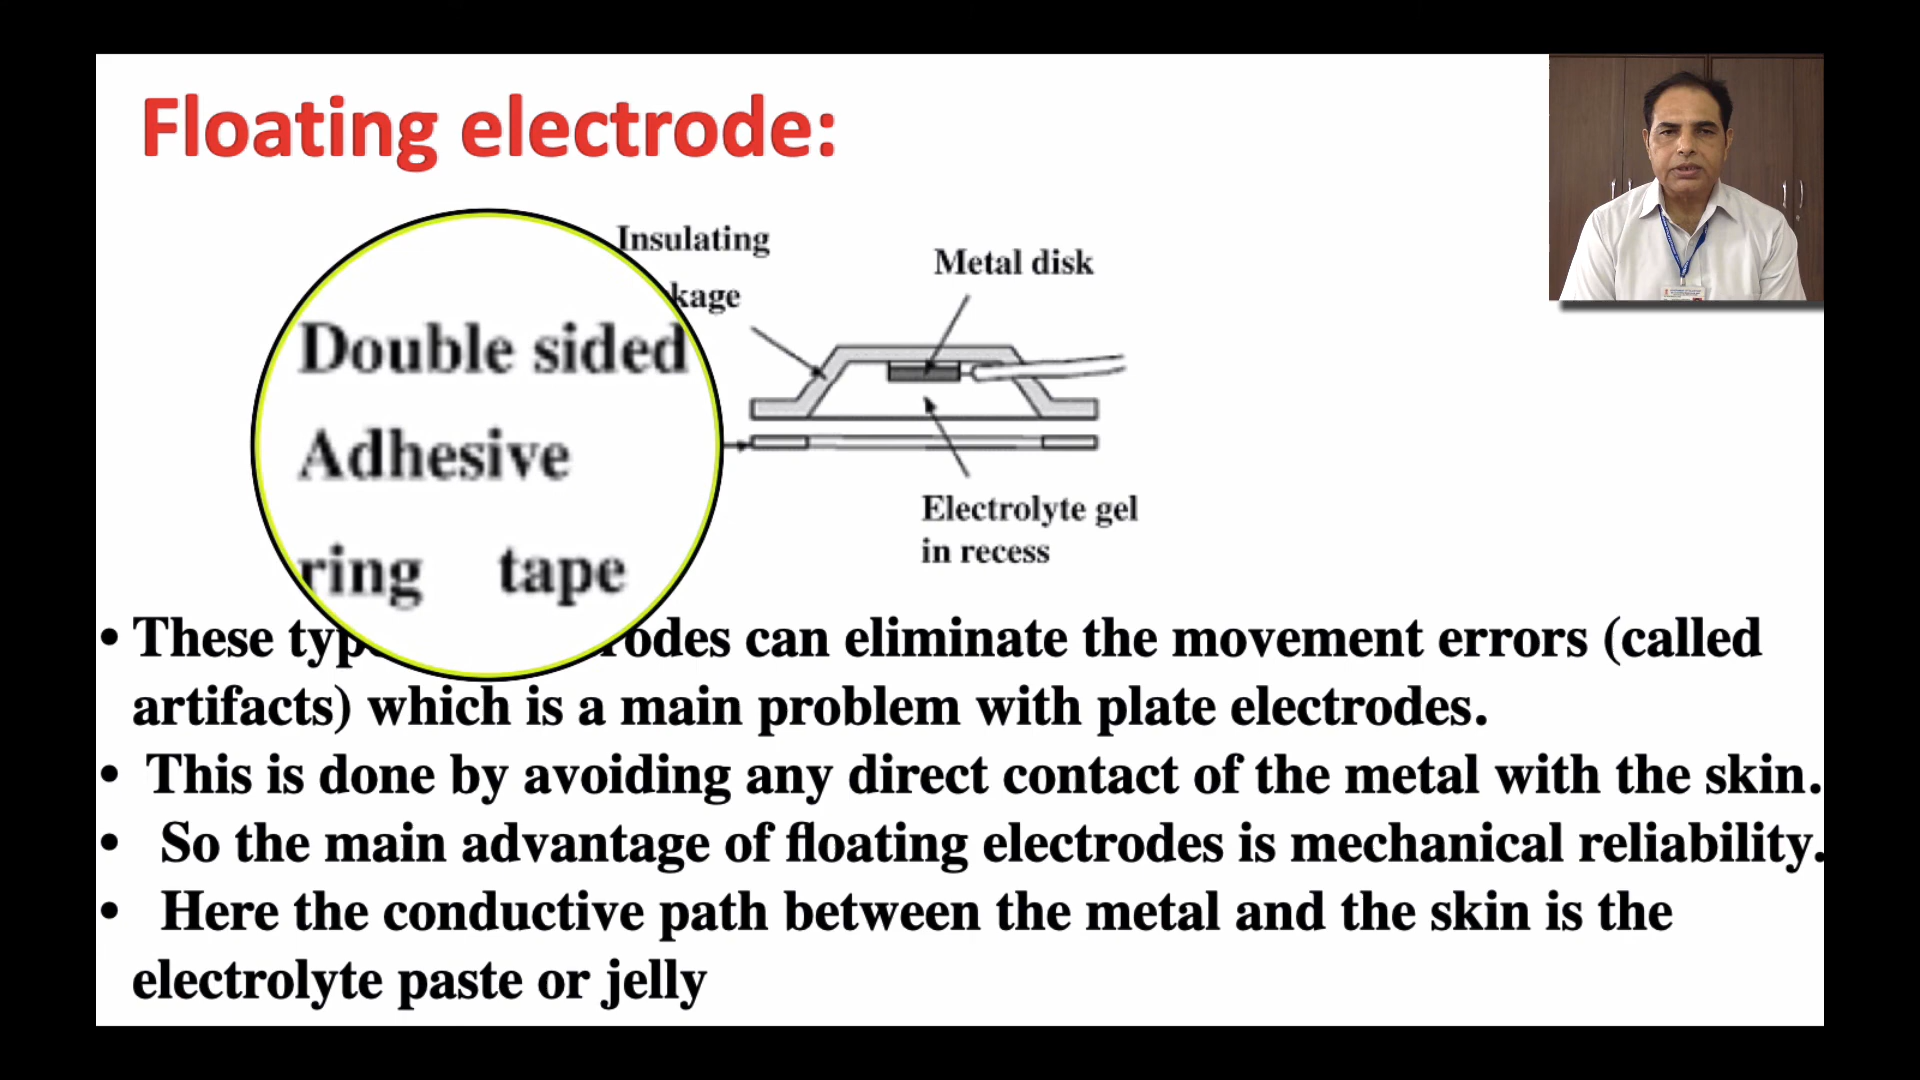 Floating electrode:
Insulating
kage
Metal disk
Double sided
Adhesive
ring tape
Electrolyte gel
in recess
• These typ rodes can eliminate the movement errors (called
artifacts) which is a main problem with plate electrodes.
• This is done by avoiding any direct contact of the metal with the skin.
• So the main advantage of floating electrodes is mechanical reliability.
• Here the conductive path between the metal and the skin is the
electrolyte paste or jelly